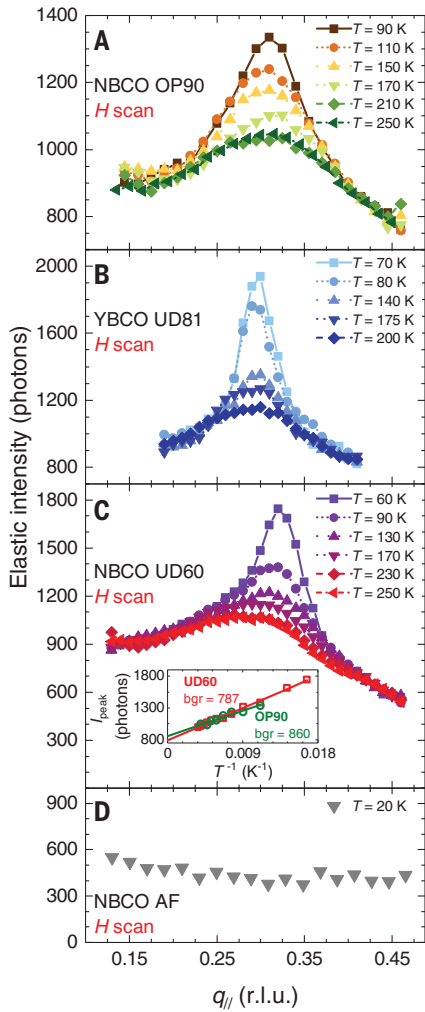 Elastic intensity (photons)
A
NBCO OP90
H scan
T = 90 K
T = 110 K
T = 150 K
T = 170 K
T = 210 K
T = 250 K
1400
1200
1000
800
B
YBCO UD81
H scan
T = 70 K
T = 80 K
T = 140 K
T = 175 K
T = 200 K
2000
1600
1200
800
C
NBCO UD60
H scan
T = 60 K
T = 90 K
T = 130 K
T = 170 K
T = 230 K
T = 250 K
1800
1500
1200
900
600
I peak
(photons)
1800
1300
800
UD60
bgr = 787
OP90
bgr = 860
0 0.009 0.018
T -1 (K-1)
D
T = 20 K
NBCO AF
H scan
900
600
300
0
0.15 0.25 0.35 0.45
q// (r.l.u.)